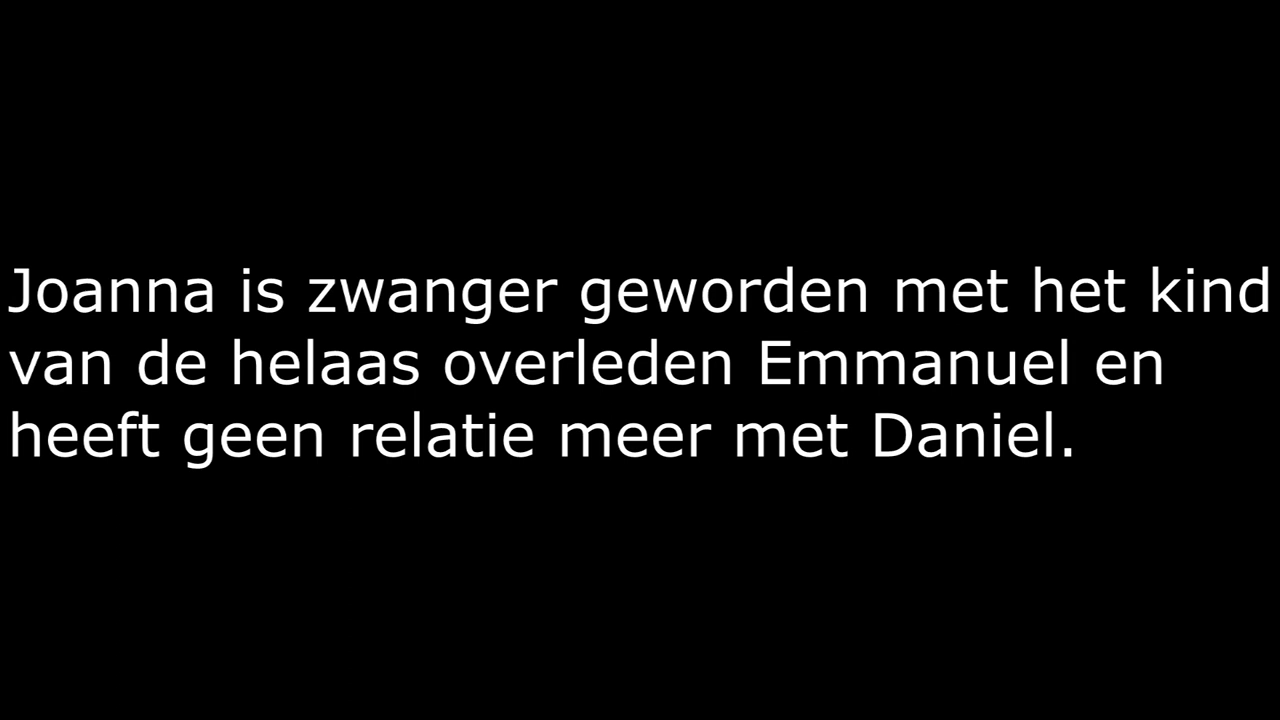 Joanna is zwanger geworden met het kind
van de helaas overleden Emmanuel en
heeft geen relatie meer met Daniel.